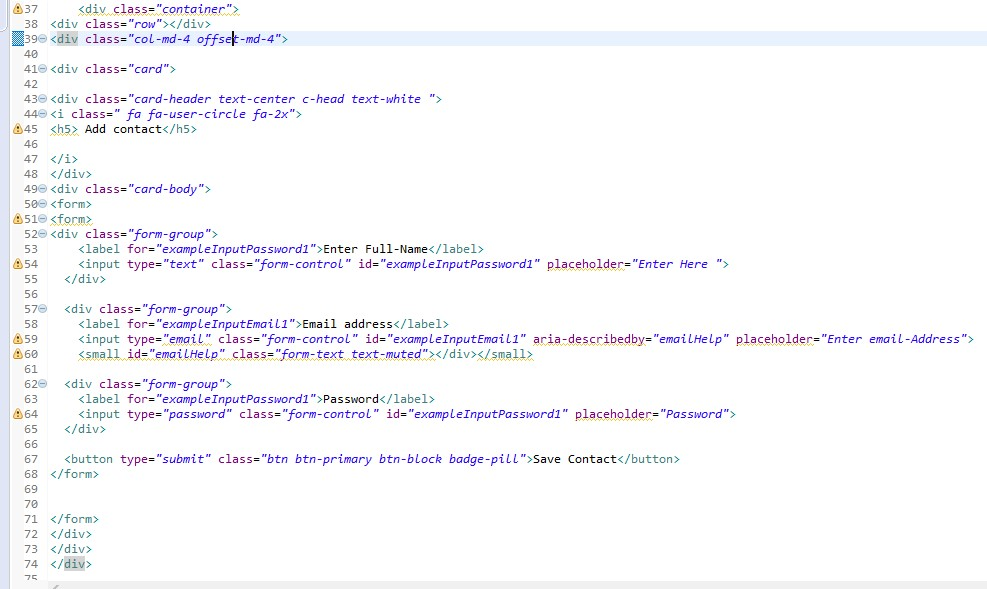 37 <div class="container">
38 <div class="row"></div>
39 <div class="col-md-4 offset-md-4">
40
41 <div class="card">
42
43 <div class="card-header text-center c-head text-white ">
44 <i class=" fa fa-user-circle fa-2x">
45 <h5> Add contact</h5>
46
47 </i>
48 </div>
49 <div class="card-body">
50 <form>
51 <form>
52 <div class="form-group">
53 <label for="exampleInputPassword1">Enter Full-Name</label>
54 <input type="text" class="form-control" id="exampleInputPassword1" placeholder="Enter Here ">
55 </div>
56
57 <div class="form-group">
58 <label for="exampleInputEmail1">Email address</label>
59 <input type="email" class="form-control" id="exampleInputEmail1" aria-describedby="emailHelp" placeholder="Enter email-Address">
60 <small id="emailHelp" class="form-text text-muted"></div></small>
61
62 <div class="form-group">
63 <label for="exampleInputPassword1">Password</label>
64 <input type="password" class="form-control" id="exampleInputPassword1" placeholder="Password">
65 </div>
66
67 <button type="submit" class="btn btn-primary btn-block badge-pill">Save Contact</button>
68 </form>
69
70
71 </form>
72 </div>
73 </div>
74 </div>
75